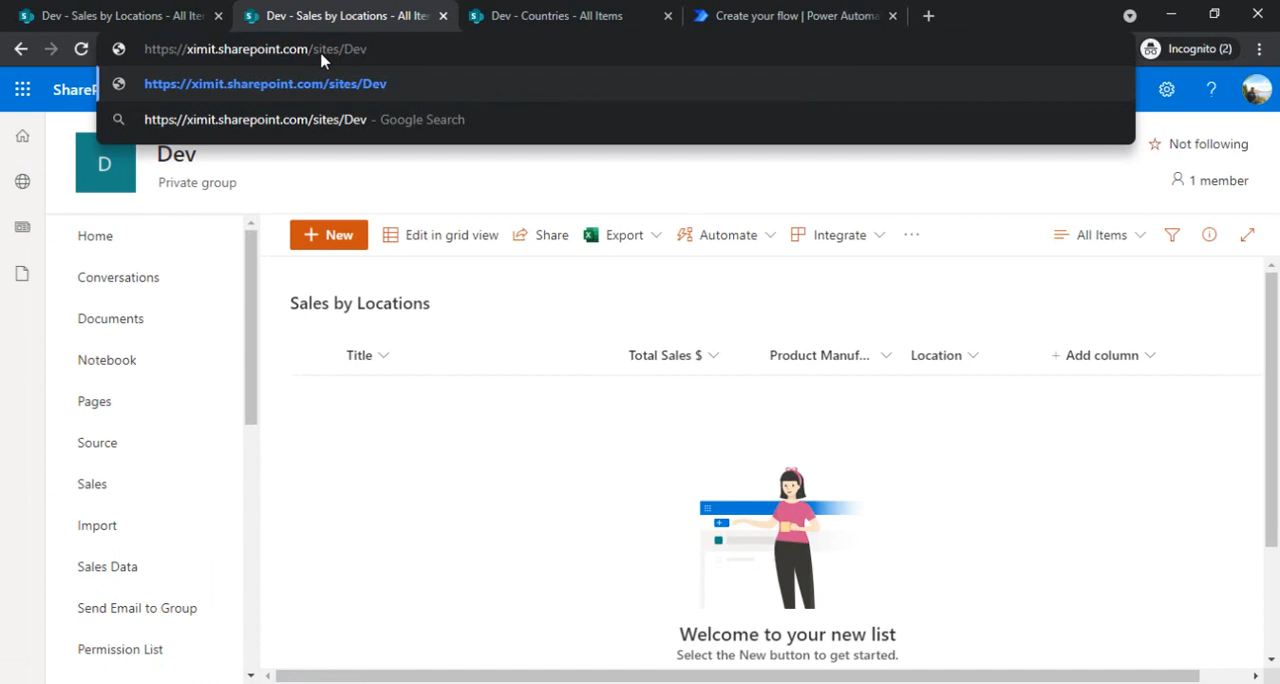 Dev - Sales by Locations - All Ite
Dev - Sales by Locations - All Ite
Dev - Countries - All Items
Create your flow | Power Automa
https://ximit.sharepoint.com/sites/Dev
Incognito (2)
https://ximit.sharepoint.com/sites/Dev
https://ximit.sharepoint.com/sites/Dev - Google Search
ShareP
D
Dev
Private group
Not following
1 member
New
Edit in grid view
Share
Export
Automate
Integrate
All Items
Home
Conversations
Documents
Notebook
Pages
Source
Sales
Import
Sales Data
Send Email to Group
Permission List
Sales by Locations
Title
Total Sales $
Product Manuf...
Location
+ Add column
Welcome to your new list
Select the New button to get started.